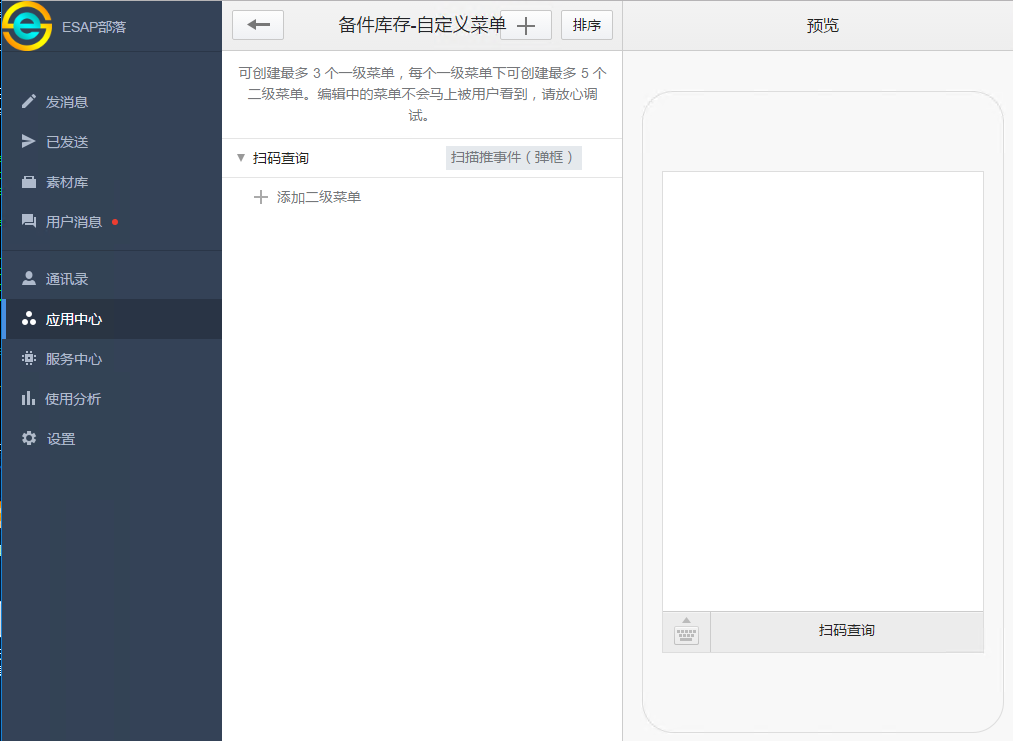 ESAP部落
发消息
已发送
素材库
用户消息
通讯录
应用中心
服务中心
使用分析
设置
备件库存-自定义菜单
排序
可创建最多 3 个一级菜单，每个一级菜单下可创建最多 5 个
二级菜单。编辑中的菜单不会马上被用户看到，请放心调
试。
扫码查询
扫描推事件（弹框）
添加二级菜单
预览
扫码查询